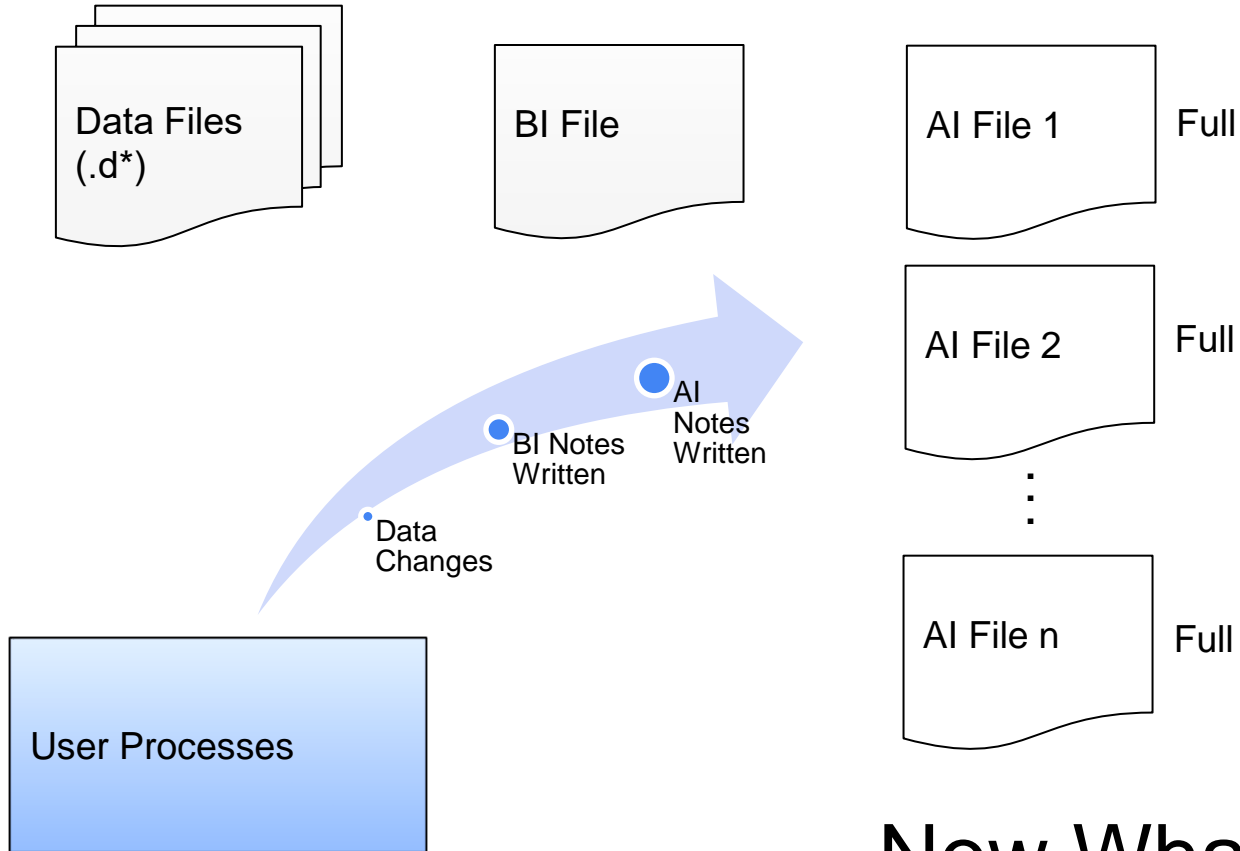 Data Files
(.d*)
BI File
AI File 1
Full
AI File 2
Full
AI
Notes
Written
BI Notes
Written
Data
Changes
AI File n
Full
User Processes